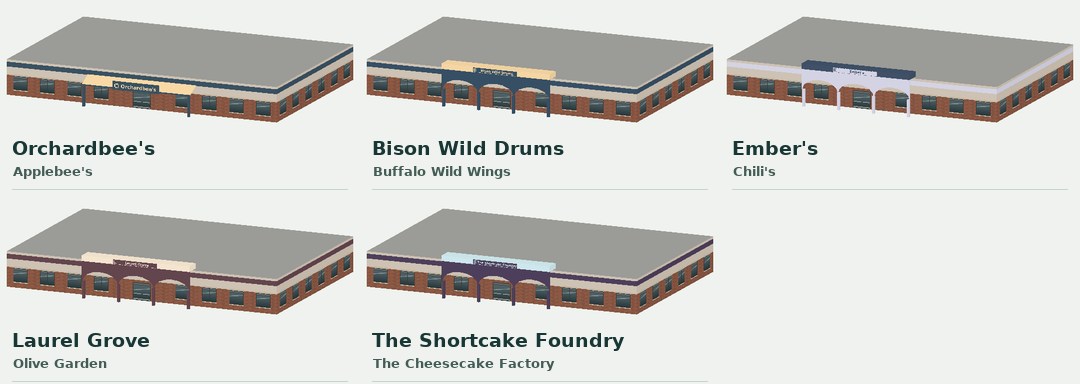 Orchardbee's
Orchardbee's
Applebee's
Bison Wild Drums
Buffalo Wild Wings
Ember's
Chili's
Laurel Grove
Olive Garden
The Shortcake Foundry
The Cheesecake Factory